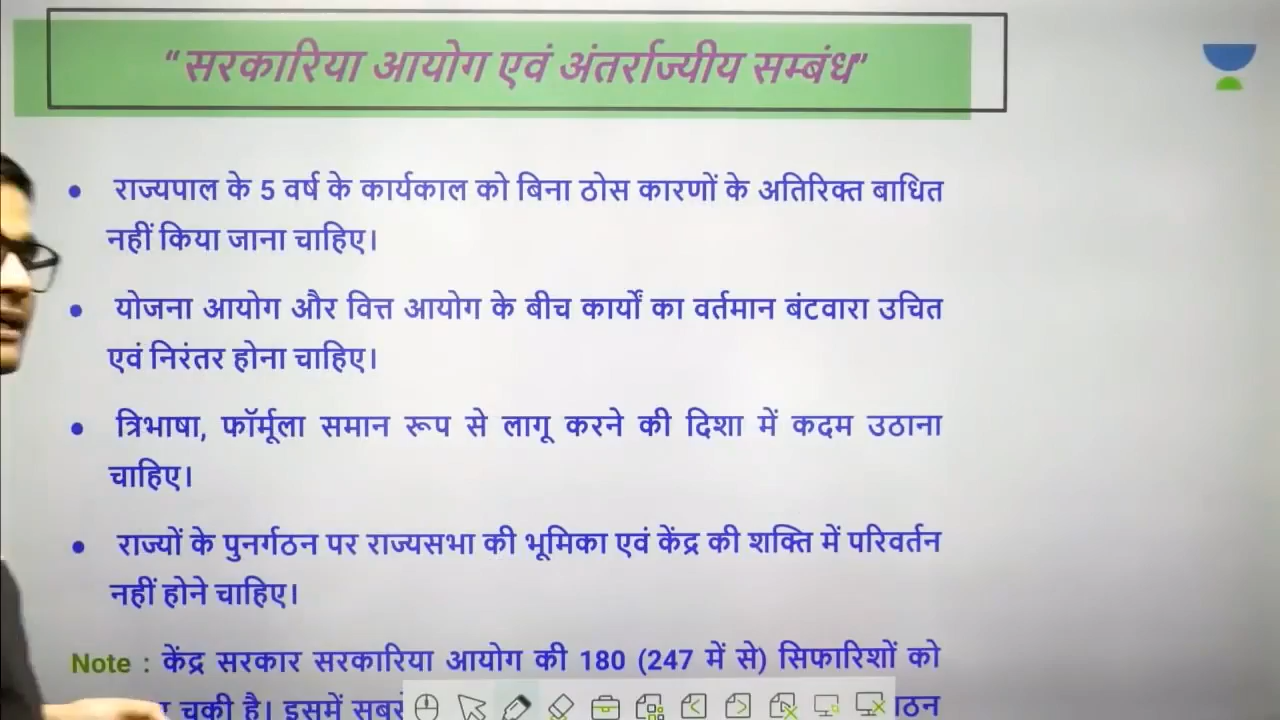 “सरकारिया आयोग एवं अंतर्राज्यीय सम्बंध”
• राज्यपाल के 5 वर्ष के कार्यकाल को बिना ठोस कारणों के अतिरिक्त बाधित
नहीं किया जाना चाहिए।
• योजना आयोग और वित्त आयोग के बीच कार्यों का वर्तमान बंटवारा उचित
एवं निरंतर होना चाहिए।
• त्रिभाषा, फॉर्मूला समान रूप से लागू करने की दिशा में कदम उठाना
चाहिए।
• राज्यों के पुनर्गठन पर राज्यसभा की भूमिका एवं केंद्र की शक्ति में परिवर्तन
नहीं होने चाहिए।
Note : केंद्र सरकार सरकारिया आयोग की 180 (247 में से) सिफारिशों को
चुकी है। इसमें